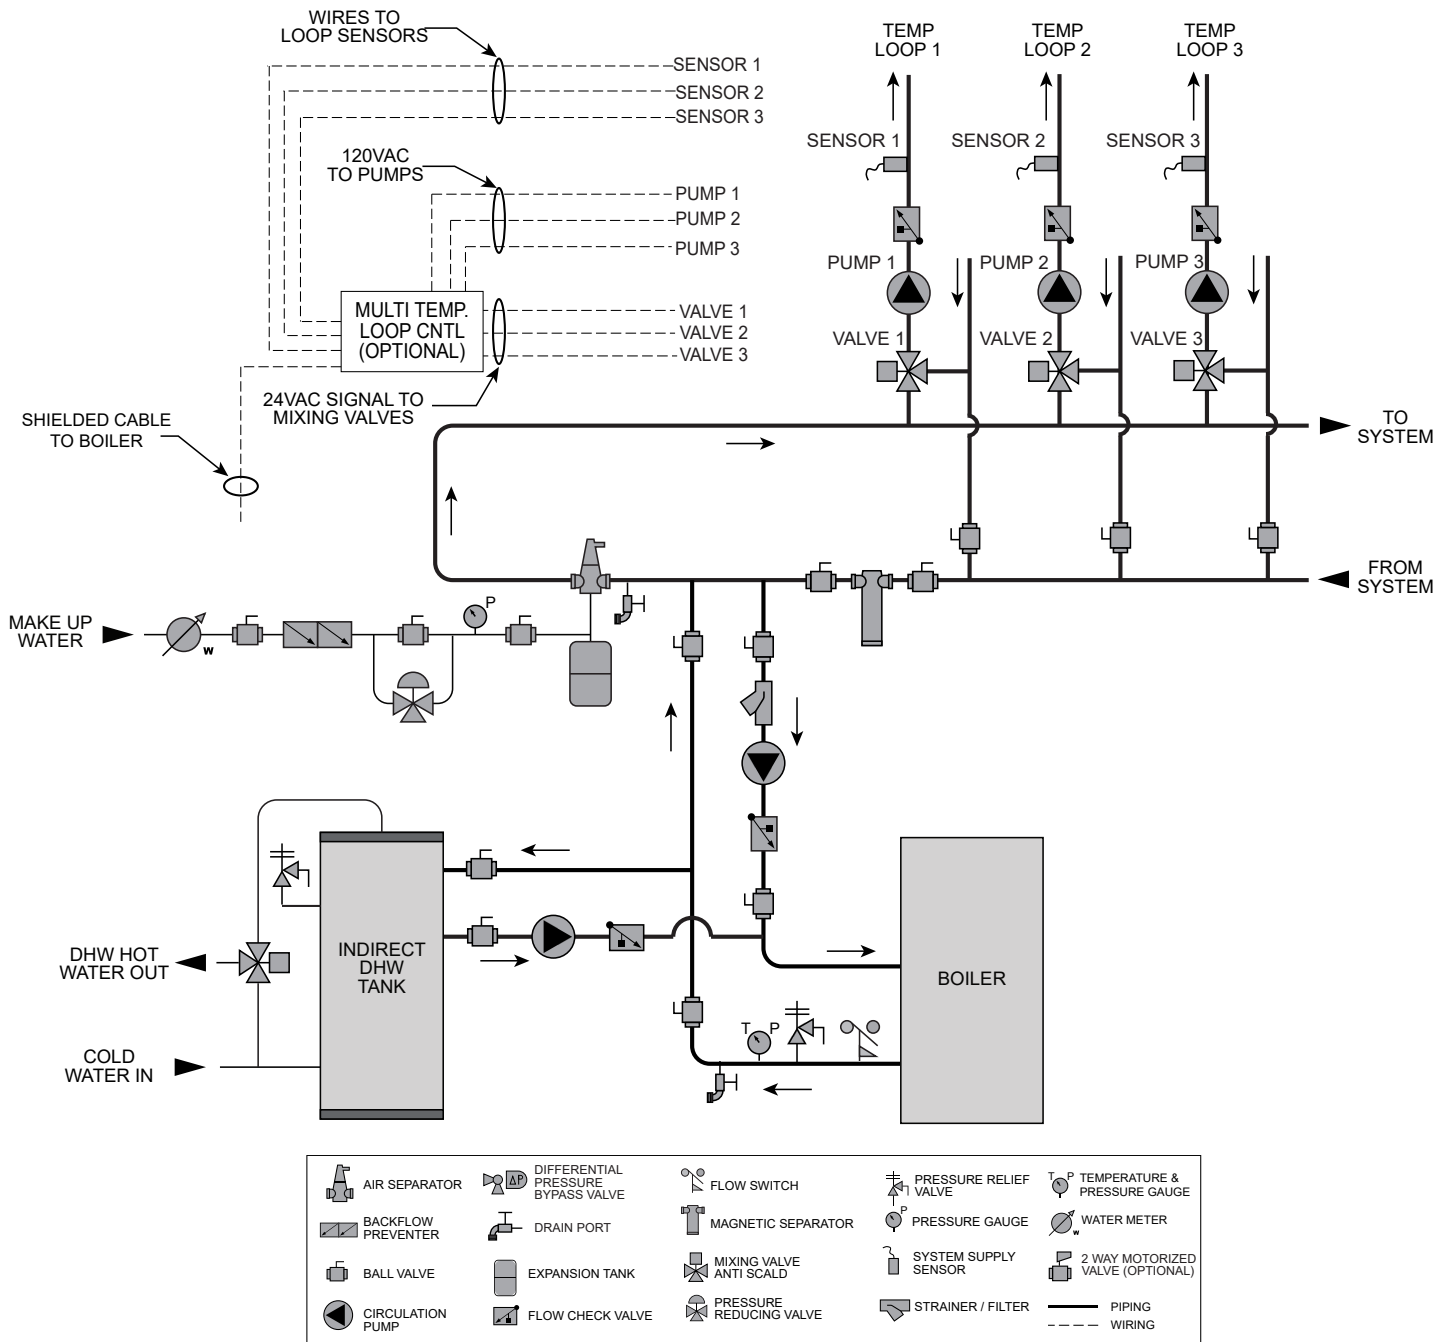 WIRES TO
LOOP SENSORS
SENSOR 1
SENSOR 2
SENSOR 3
120VAC
TO PUMPS
PUMP 1
PUMP 2
PUMP 3
MULTI TEMP.
LOOP CNTL
(OPTIONAL)
VALVE 1
VALVE 2
VALVE 3
24VAC SIGNAL TO
MIXING VALVES
SHIELDED CABLE
TO BOILER
TEMP
LOOP 1
TEMP
LOOP 2
TEMP
LOOP 3
SENSOR 1
SENSOR 2
SENSOR 3
PUMP 1
PUMP 2
PUMP 3
VALVE 1
VALVE 2
VALVE 3
TO
SYSTEM
FROM
SYSTEM
MAKE UP
WATER
W
P
INDIRECT
DHW
TANK
DHW HOT
WATER OUT
COLD
WATER IN
BOILER
T
P
AIR SEPARATOR
BACKFLOW
PREVENTER
BALL VALVE
CIRCULATION
PUMP
ΔP
DIFFERENTIAL
PRESSURE
BYPASS VALVE
DRAIN PORT
EXPANSION TANK
FLOW CHECK VALVE
FLOW SWITCH
MAGNETIC SEPARATOR
MIXING VALVE
ANTI SCALD
PRESSURE
REDUCING VALVE
PRESSURE RELIEF
VALVE
P
PRESSURE GAUGE
SYSTEM SUPPLY
SENSOR
STRAINER / FILTER
T
P
TEMPERATURE &
PRESSURE GAUGE
W
WATER METER
2 WAY MOTORIZED
VALVE (OPTIONAL)
PIPING
WIRING